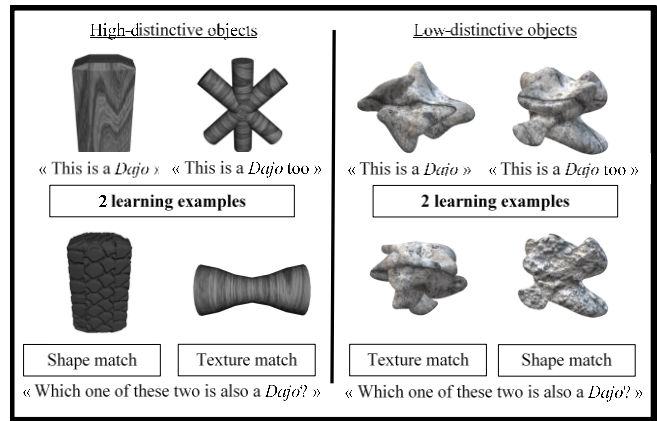 High-distinctive objects
« This is a Dajo » « This is a Dajo too »
2 learning examples
Shape match Texture match
« Which one of these two is also a Dajo? »
Low-distinctive objects
« This is a Dajo » « This is a Dajo too »
2 learning examples
Texture match Shape match
« Which one of these two is also a Dajo? »